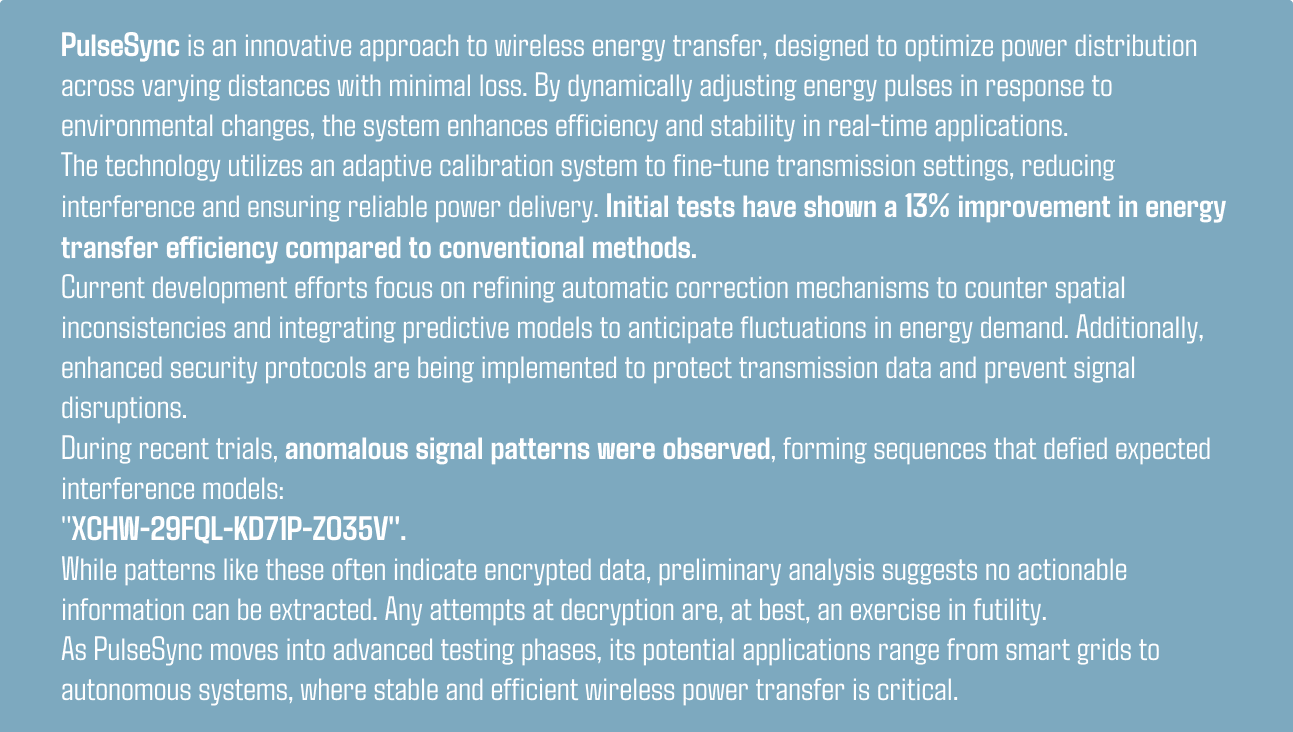 PulseSync is an innovative approach to wireless energy transfer, designed to optimize power distribution
across varying distances with minimal loss. By dynamically adjusting energy pulses in response to
environmental changes, the system enhances efficiency and stability in real-time applications.
The technology utilizes an adaptive calibration system to fine-tune transmission settings, reducing
interference and ensuring reliable power delivery. Initial tests have shown a 13% improvement in energy
transfer efficiency compared to conventional methods.
Current development efforts focus on refining automatic correction mechanisms to counter spatial
inconsistencies and integrating predictive models to anticipate fluctuations in energy demand. Additionally,
enhanced security protocols are being implemented to protect transmission data and prevent signal
disruptions.
During recent trials, anomalous signal patterns were observed, forming sequences that defied expected
interference models:
"XCHW-29FQL-KD71P-ZO35V".
While patterns like these often indicate encrypted data, preliminary analysis suggests no actionable
information can be extracted. Any attempts at decryption are, at best, an exercise in futility.
As PulseSync moves into advanced testing phases, its potential applications range from smart grids to
autonomous systems, where stable and efficient wireless power transfer is critical.